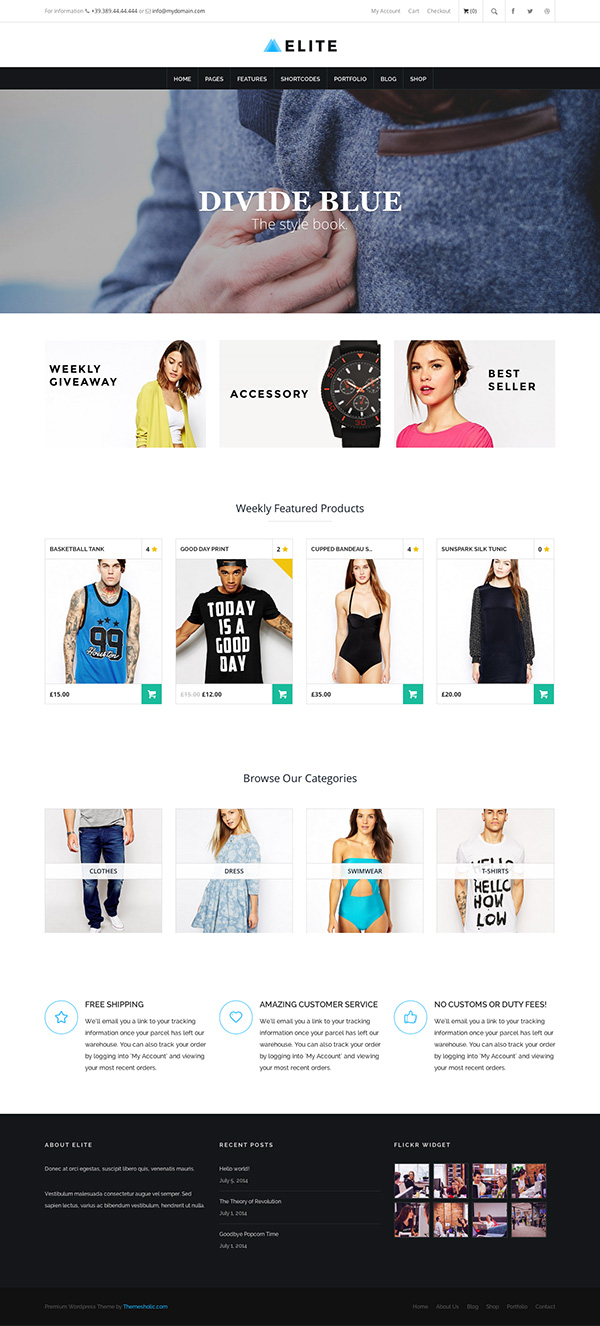 For information +39.389.44.44.444 or info@mydomain.com
My Account Cart Checkout (0)
ELITE
HOME PAGES FEATURES SHORTCODES PORTFOLIO BLOG SHOP
DIVIDE BLUE
The style book.
WEEKLY
GIVEAWAY
ACCESSORY
BEST
SELLER
Weekly Featured Products
BASKETBALL TANK 4
GOOD DAY PRINT 2
CUPPED BANDEAU S.. 4
SUNSPARK SILK TUNIC 0
99
Houston
TODAY
IS A
GOOD
DAY
£15.00
£15.00 £12.00
£35.00
£20.00
Browse Our Categories
CLOTHES
DRESS
SWIMWEAR
T-SHIRTS
HELLO
HELLO
HOW
LOW
FREE SHIPPING
We'll email you a link to your tracking
information once your parcel has left our
warehouse. You can also track your order
by logging into 'My Account' and viewing
your most recent orders.
AMAZING CUSTOMER SERVICE
We'll email you a link to your tracking
information once your parcel has left our
warehouse. You can also track your order
by logging into 'My Account' and viewing
your most recent orders.
NO CUSTOMS OR DUTY FEES!
We'll email you a link to your tracking
information once your parcel has left our
warehouse. You can also track your order
by logging into 'My Account' and viewing
your most recent orders.
ABOUT ELITE
Donec at orci egestas, suscipit libero quis, venenatis mauris.
Vestibulum malesuada consectetur augue vel semper. Sed
sapien lectus, varius ac bibendum vestibulum, hendrerit ut nulla.
RECENT POSTS
Hello world!
July 5, 2014
The Theory of Revolution
July 1, 2014
Goodbye Popcorn Time
July 1, 2014
FLICKR WIDGET
Premium Wordpress Theme by Themesholic.com
Home About Us Blog Shop Portfolio Contact